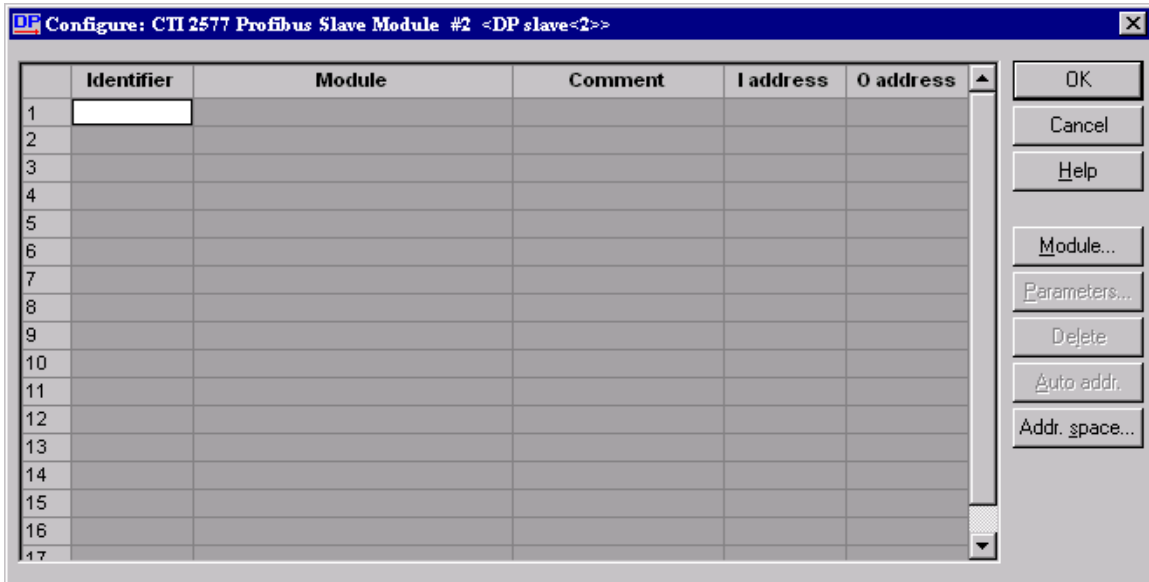 DP Configure: CTI 2577 Profibus Slave Module #2 <DP slave<2>>
Identifier Module Comment I address O address
1
2
3
4
5
6
7
8
9
10
11
12
13
14
15
16
17
OK
Cancel
Help
Module...
Parameters...
Delete
Auto addr.
Addr. space...